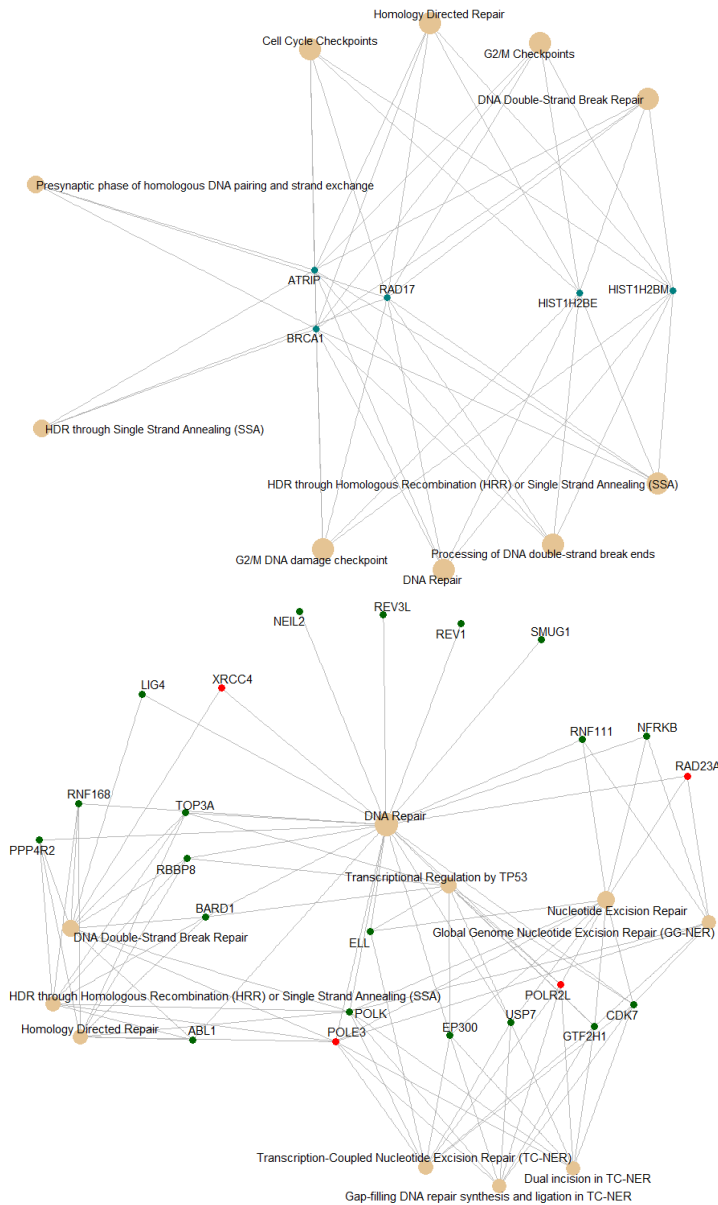 Homology Directed Repair
Cell Cycle Checkpoints
G2/M Checkpoints
DNA Double-Strand Break Repair
Presynaptic phase of homologous DNA pairing and strand exchange
ATRIP
RAD17
HIST1H2BE
HIST1H2BM
BRCA1
HDR through Single Strand Annealing (SSA)
HDR through Homologous Recombination (HRR) or Single Strand Annealing (SSA)
G2/M DNA damage checkpoint
Processing of DNA double-strand break ends
DNA Repair
NEIL2
REV3L
REV1
SMUG1
LIG4
XRCC4
RNF111
NFRKB
RAD23A
RNF168
TOP3A
DNA Repair
PPP4R2
RBBP8
Transcriptional Regulation by TP53
BARD1
Nucleotide Excision Repair
DNA Double-Strand Break Repair
ELL
Global Genome Nucleotide Excision Repair (GG-NER)
HDR through Homologous Recombination (HRR) or Single Strand Annealing (SSA)
POLR2L
POLK
USP7
CDK7
Homology Directed Repair
ABL1
POLE3
EP300
GTF2H1
Transcription-Coupled Nucleotide Excision Repair (TC-NER)
Dual incision in TC-NER
Gap-filling DNA repair synthesis and ligation in TC-NER